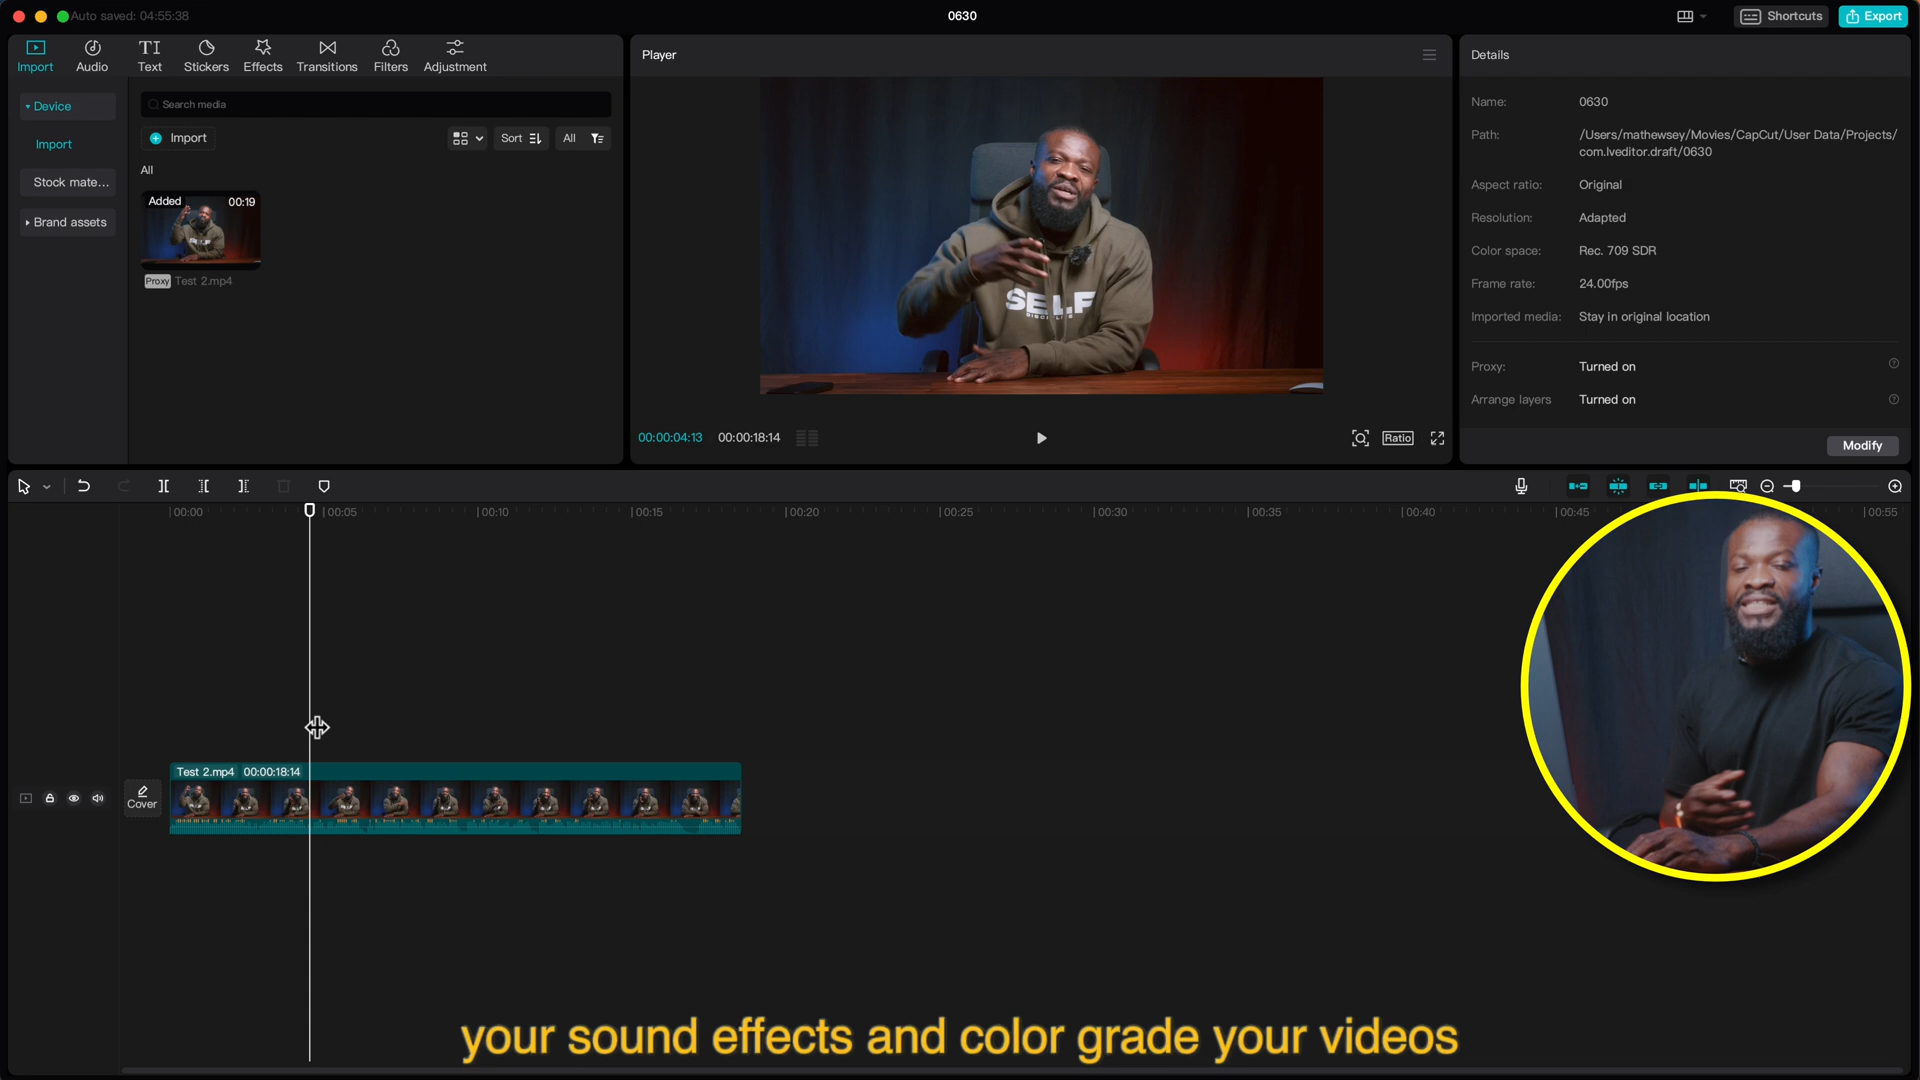 Auto saved: 04:55:38
0630
Shortcuts
Export
Import
Audio
TI
Text
Stickers
Effects
Transitions
Filters
Adjustment
Device
Import
Stock mate...
Brand assets
Search media
Import
Sort
All
All
Added
00:19
Proxy
Test 2.mp4
Player
SELF
00:00:04:13
00:00:18:14
Ratio
Details
Name: 0630
Path: /Users/mathewsey/Movies/CapCut/User Data/Projects/
com.lveditor.draft/0630
Aspect ratio: Original
Resolution: Adapted
Color space: Rec. 709 SDR
Frame rate: 24.00fps
Imported media: Stay in original location
Proxy: Turned on
Arrange layers Turned on
Modify
00:00 00:05 00:10 00:15 00:20 00:25 00:30 00:35 00:40 00:45 00:55
Test 2.mp4 00:00:18:14
Cover
your sound effects and color grade your videos